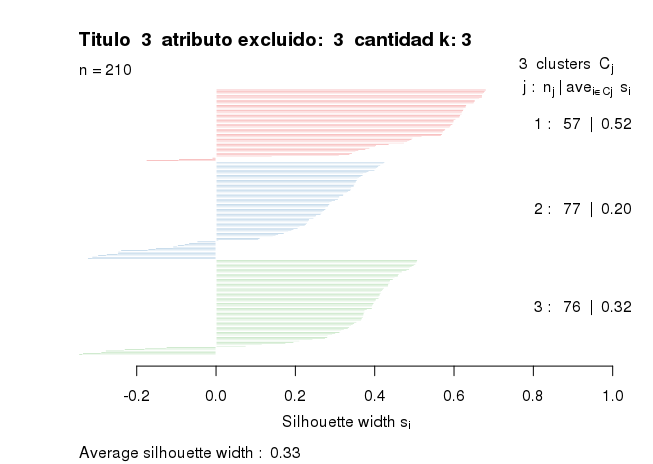 Titulo 3 atributo excluido: 3 cantidad k: 3
n = 210
3 clusters Cj
j : nj | avei∈Cj si
1 : 57 | 0.52
2 : 77 | 0.20
3 : 76 | 0.32
-0.2 0.0 0.2 0.4 0.6 0.8 1.0
Silhouette width si
Average silhouette width : 0.33